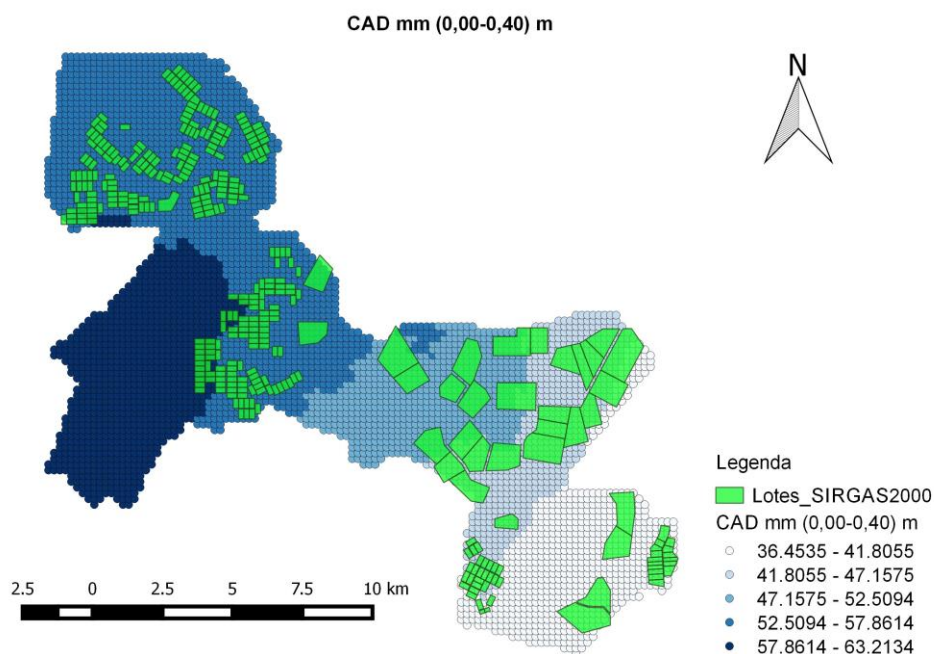 CAD mm (0,00-0,40) m
N
Legenda
Lotes_SIRGAS2000
CAD mm (0,00-0,40) m
36.4535 - 41.8055
41.8055 - 47.1575
47.1575 - 52.5094
52.5094 - 57.8614
57.8614 - 63.2134
2.5 0 2.5 5 7.5 10 km